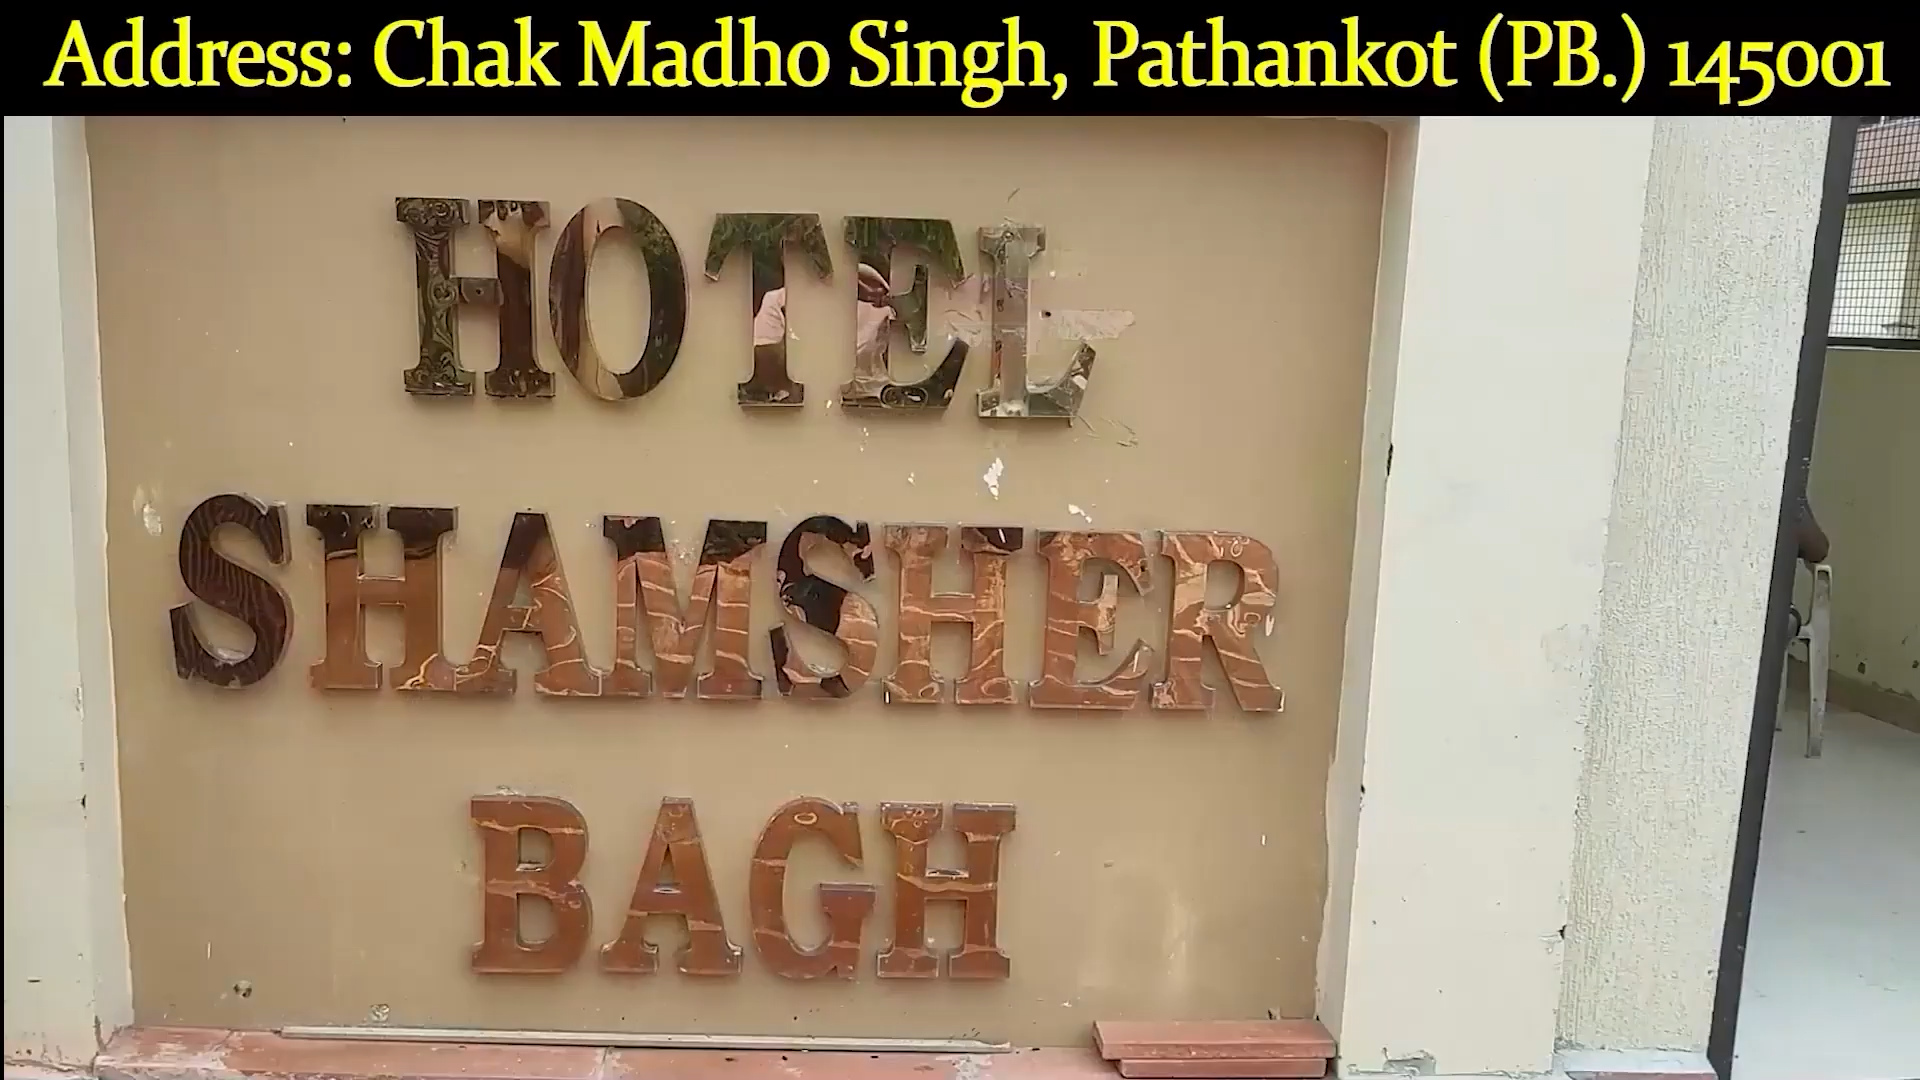 Address: Chak Madho Singh, Pathankot (PB.) 145001
HOTEL
SHAMSHER
BAGH